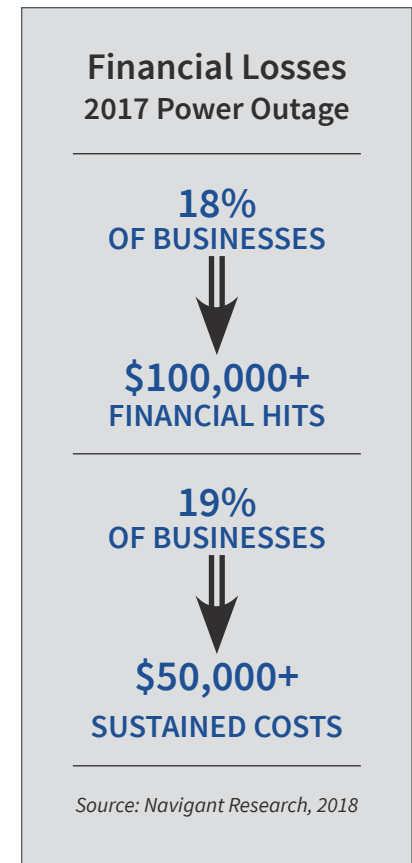 Financial Losses
2017 Power Outage
18%
OF BUSINESSES
$100,000+
FINANCIAL HITS
19%
OF BUSINESSES
$50,000+
SUSTAINED COSTS
Source: Navigant Research, 2018